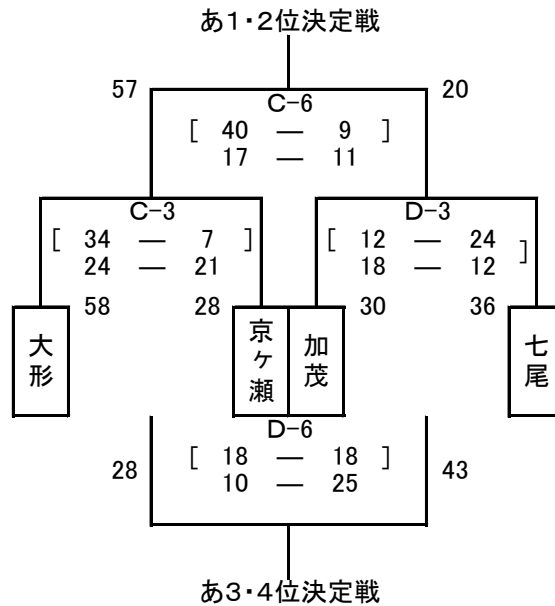 あ1・2位決定戦
57 20
C-6
[ 40 — 9 ]
17 — 11
C-3 D-3
[ 34 — 7 ] [ 12 — 24 ]
24 — 21 18 — 12
58 28 30 36
大形 京ヶ瀬 加茂 七尾
D-6
28 [ 18 — 18 ] 43
10 — 25
あ3・4位決定戦